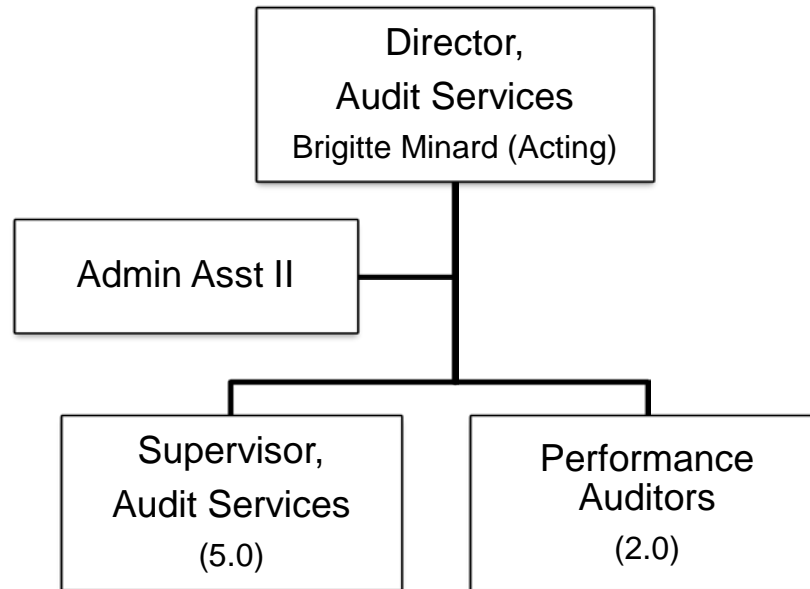 Director,
Audit Services
Brigitte Minard (Acting)
Admin Asst II
Supervisor,
Audit Services
(5.0)
Performance
Auditors
(2.0)